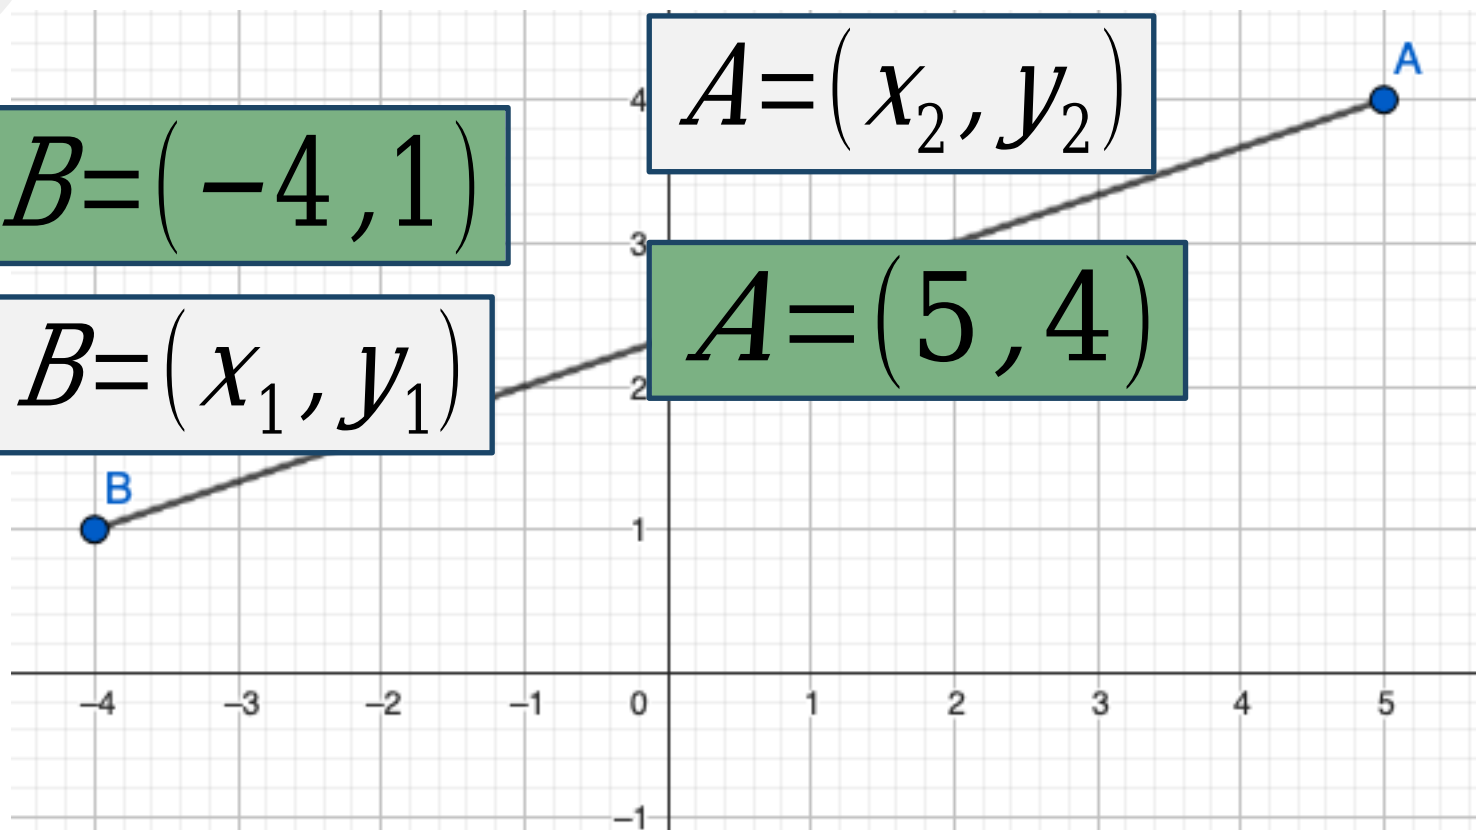 A=(x₂, y₂)
A
4
B=(−4,1)
3
A=(5,4)
B=(x₁, y₁)
2
B
1
–4 –3 –2 –1 0 1 2 3 4 5
–1